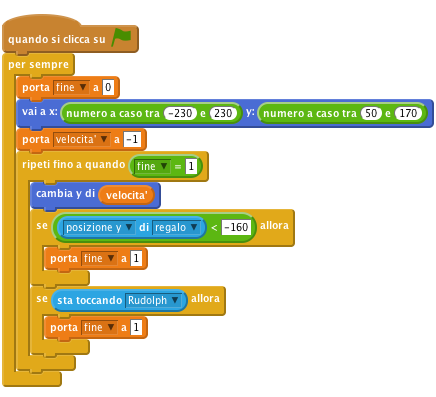 quando si clicca su
per sempre
porta fine a 0
vai a x: numero a caso tra -230 e 230 y: numero a caso tra 50 e 170
porta velocita' a -1
ripeti fino a quando fine = 1
cambia y di velocita'
se posizione y di regalo < -160 allora
porta fine a 1
se sta toccando Rudolph allora
porta fine a 1